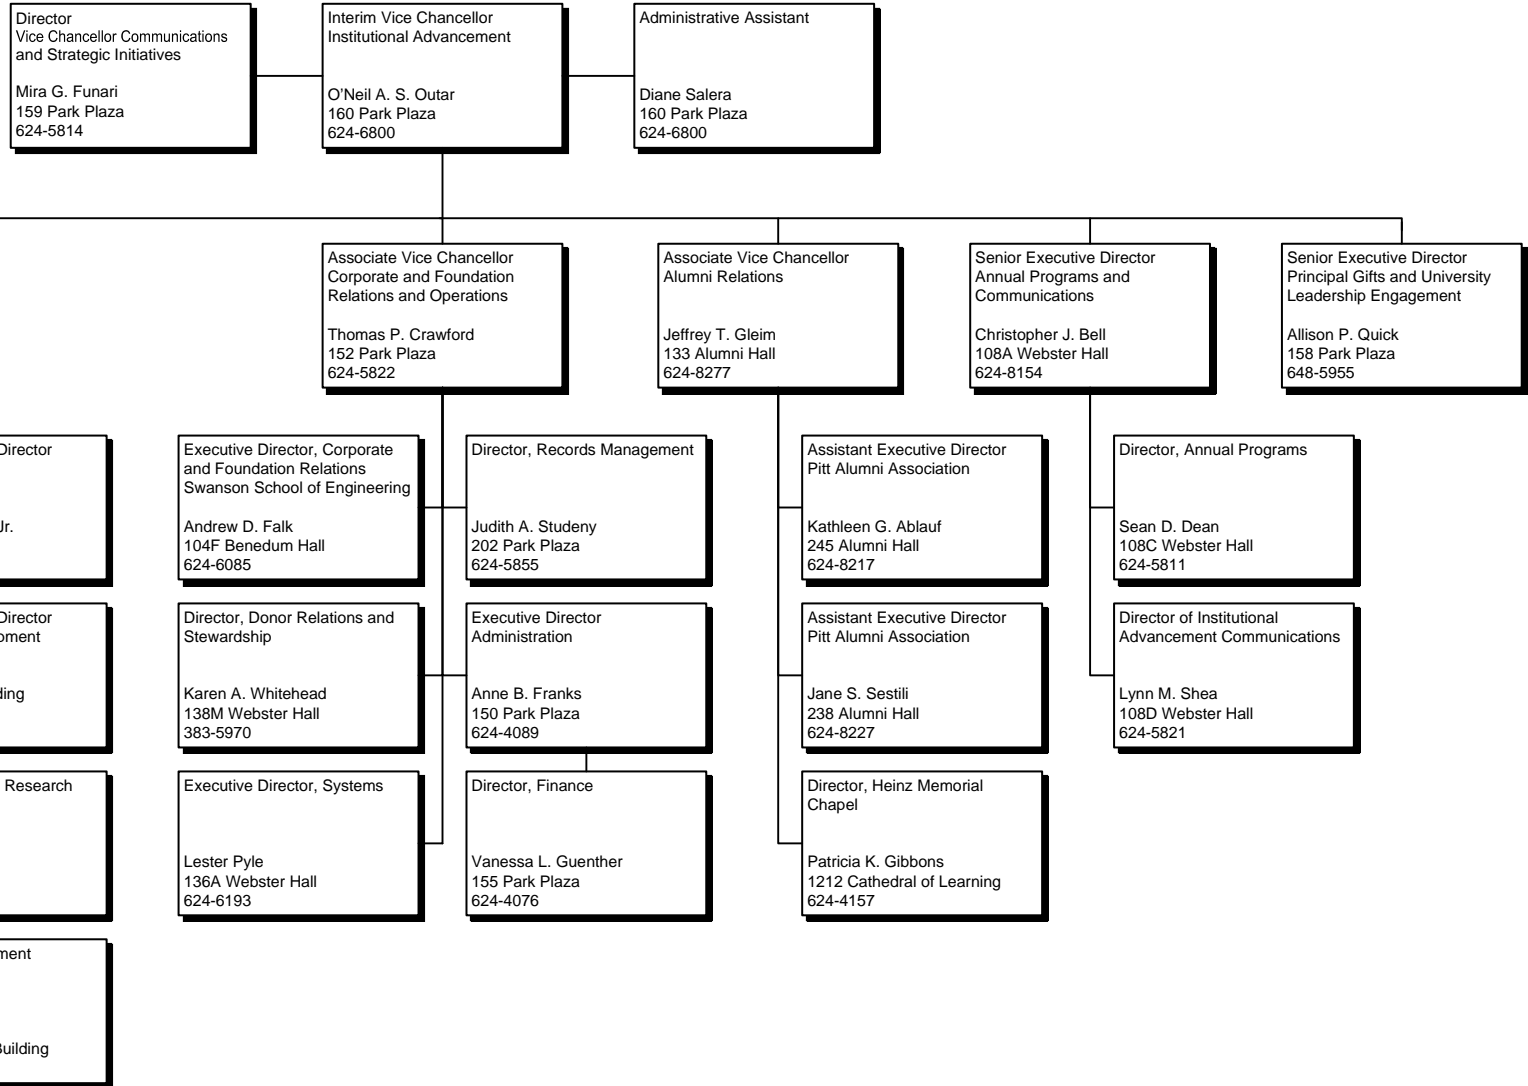 Director
Vice Chancellor Communications
and Strategic Initiatives
Mira G. Funari
159 Park Plaza
624-5814
Interim Vice Chancellor
Institutional Advancement
O'Neil A. S. Outar
160 Park Plaza
624-6800
Administrative Assistant
Diane Salera
160 Park Plaza
624-6800
Associate Vice Chancellor
Corporate and Foundation
Relations and Operations
Thomas P. Crawford
152 Park Plaza
624-5822
Associate Vice Chancellor
Alumni Relations
Jeffrey T. Gleim
133 Alumni Hall
624-8277
Senior Executive Director
Annual Programs and
Communications
Christopher J. Bell
108A Webster Hall
624-8154
Senior Executive Director
Principal Gifts and University
Leadership Engagement
Allison P. Quick
158 Park Plaza
648-5955
Director
Jr.
Executive Director, Corporate
and Foundation Relations
Swanson School of Engineering
Andrew D. Falk
104F Benedum Hall
624-6085
Director, Records Management
Judith A. Studeny
202 Park Plaza
624-5855
Assistant Executive Director
Pitt Alumni Association
Kathleen G. Ablauf
245 Alumni Hall
624-8217
Director, Annual Programs
Sean D. Dean
108C Webster Hall
624-5811
Director
Director, Donor Relations and
Stewardship
Karen A. Whitehead
138M Webster Hall
383-5970
Executive Director
Administration
Anne B. Franks
150 Park Plaza
624-4089
Assistant Executive Director
Pitt Alumni Association
Jane S. Sestili
238 Alumni Hall
624-8227
Director of Institutional
Advancement Communications
Lynn M. Shea
108D Webster Hall
624-5821
Research
Executive Director, Systems
Lester Pyle
136A Webster Hall
624-6193
Director, Finance
Vanessa L. Guenther
155 Park Plaza
624-4076
Director, Heinz Memorial
Chapel
Patricia K. Gibbons
1212 Cathedral of Learning
624-4157
Building